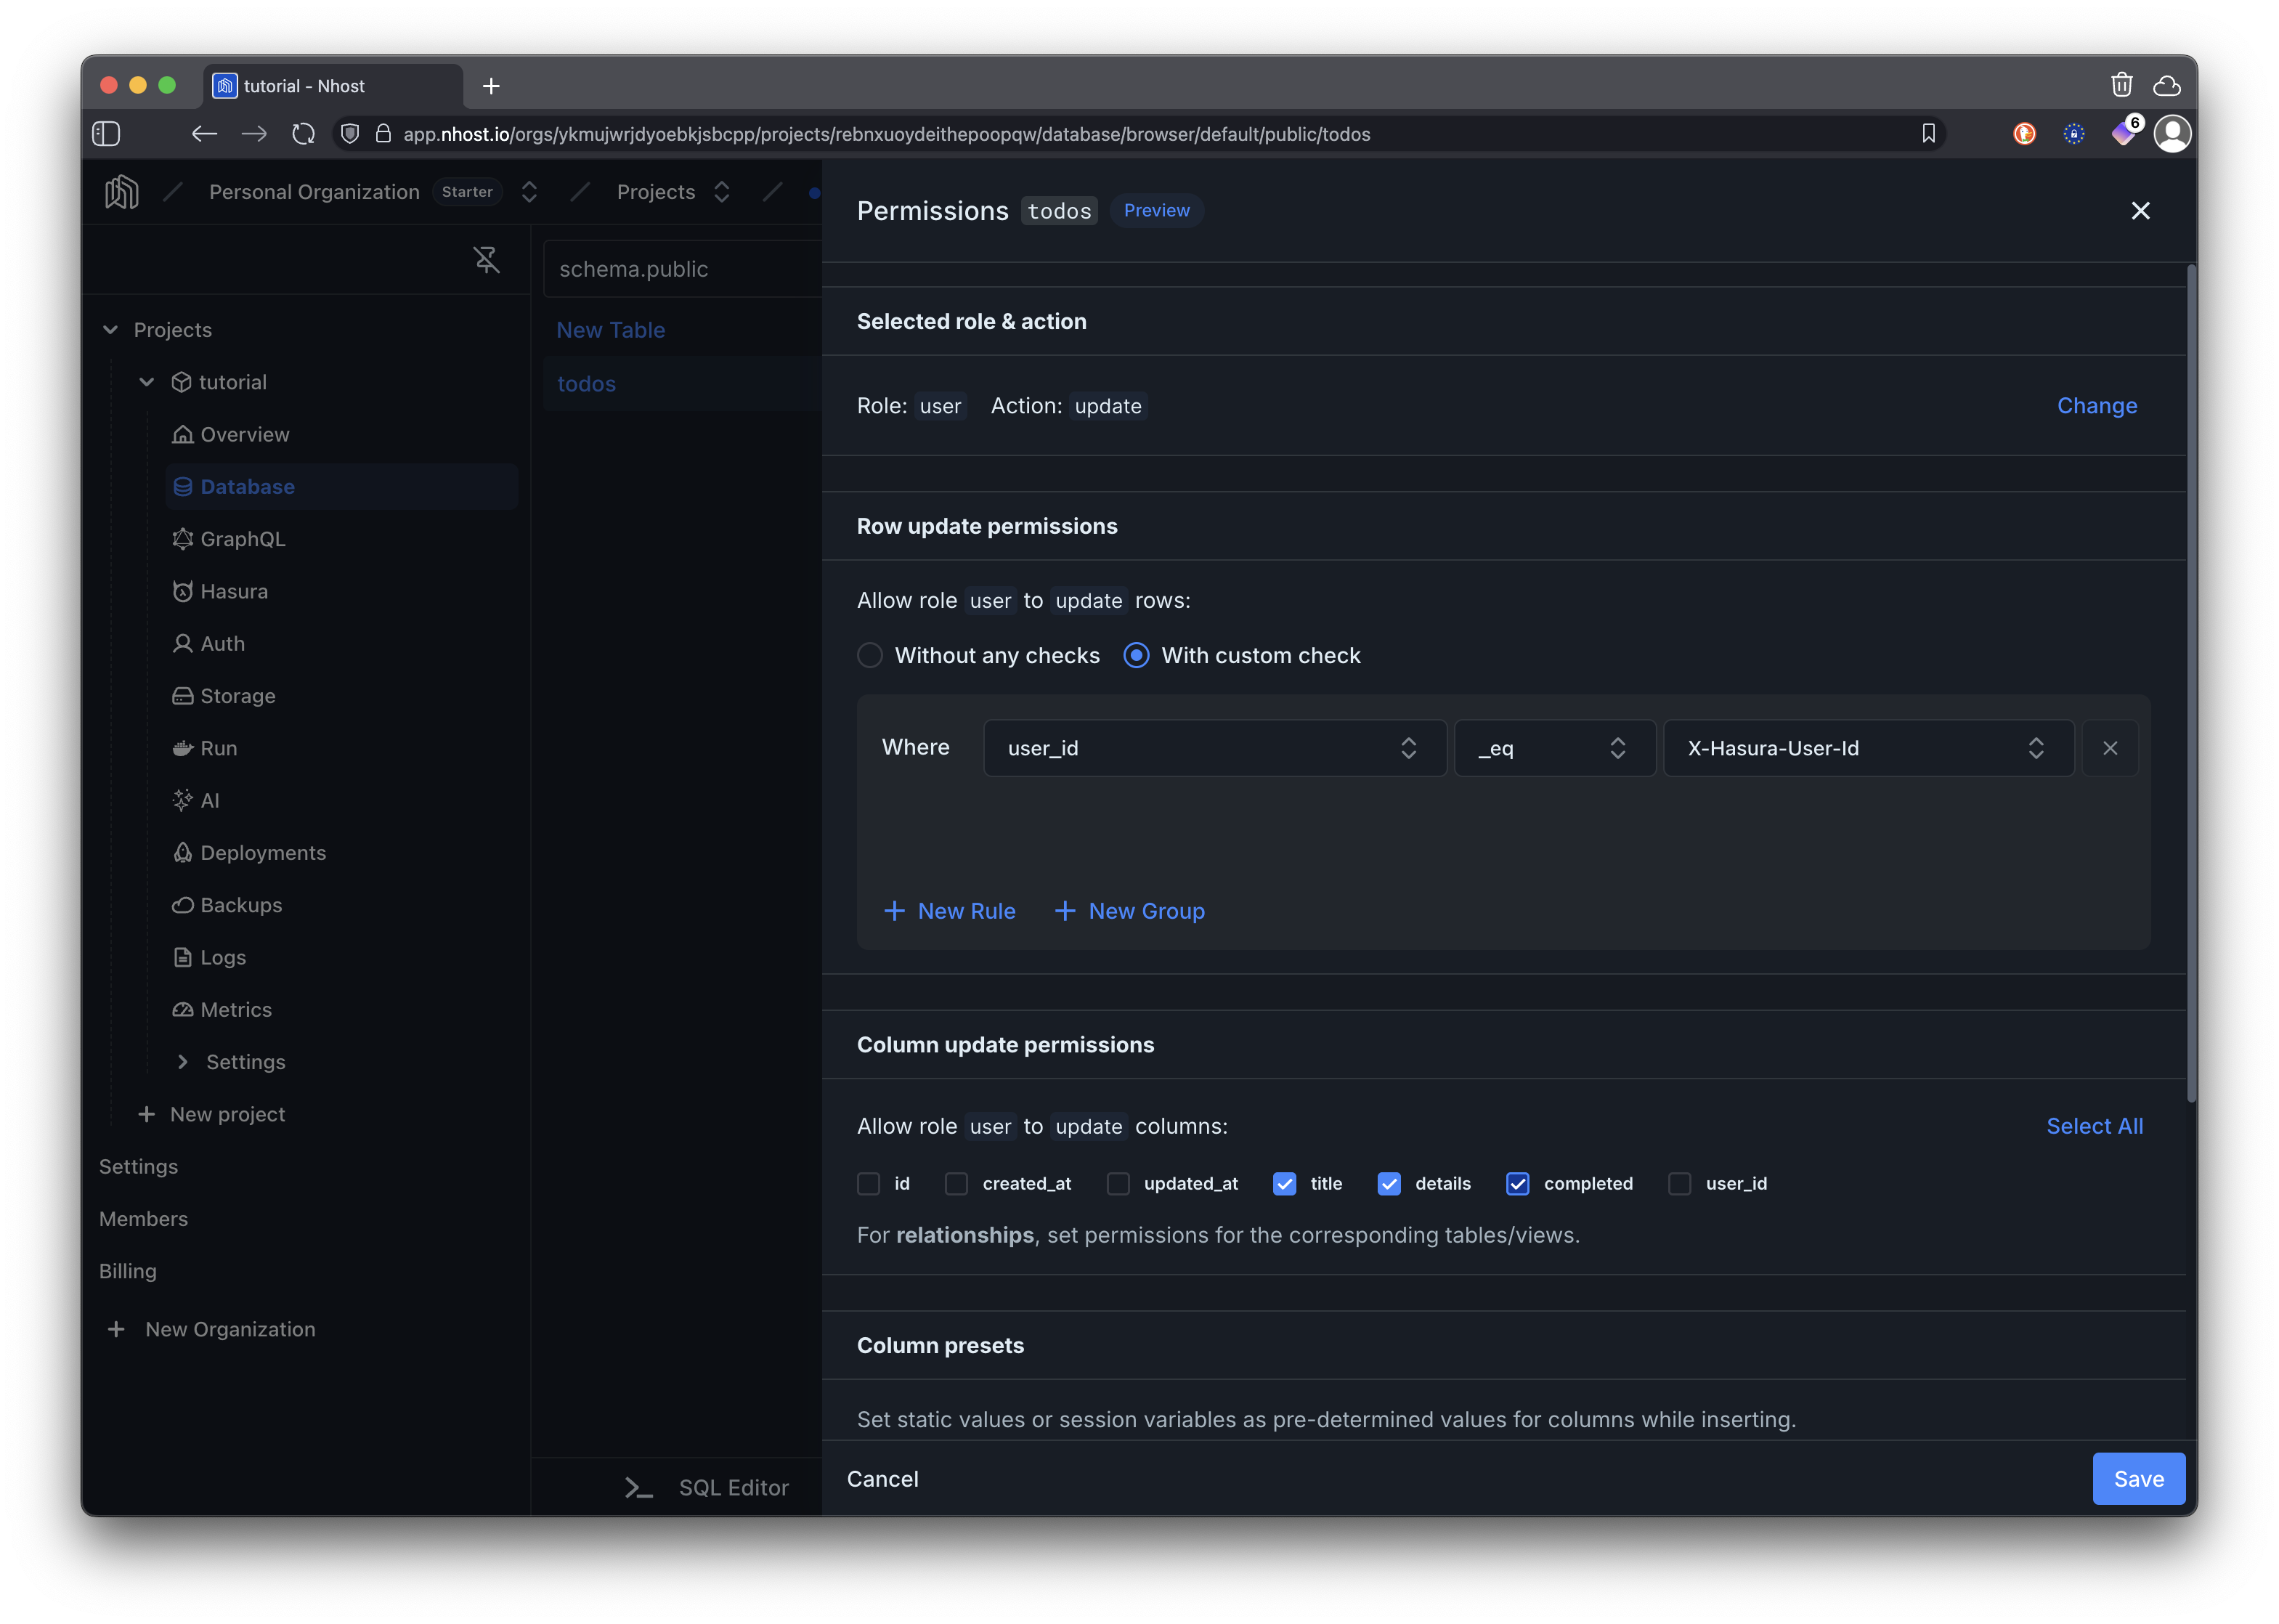 tutorial - Nhost
app.nhost.io/orgs/ykmujwrjdyoebkjsbcpp/projects/rebnxuoydeithepoopqw/database/browser/default/public/todos
6
Personal Organization Starter Projects
Projects
tutorial
Overview
Database
GraphQL
Hasura
Auth
Storage
Run
AI
Deployments
Backups
Logs
Metrics
Settings
New project
Settings
Members
Billing
New Organization
schema.public
New Table
todos
SQL Editor
Permissions todos Preview
Selected role & action
Role: user Action: update Change
Row update permissions
Allow role user to update rows:
Without any checks With custom check
Where user_id _eq X-Hasura-User-Id
New Rule New Group
Column update permissions
Allow role user to update columns: Select All
id created_at updated_at title details completed user_id
For relationships, set permissions for the corresponding tables/views.
Column presets
Set static values or session variables as pre-determined values for columns while inserting.
Cancel Save